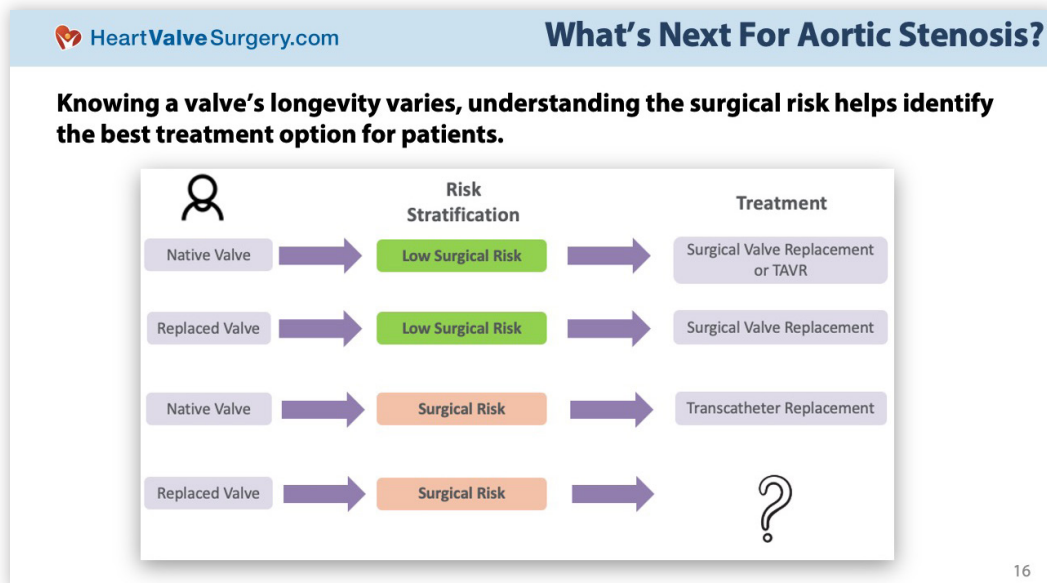 HeartValveSurgery.com
What's Next For Aortic Stenosis?
Knowing a valve's longevity varies, understanding the surgical risk helps identify
the best treatment option for patients.
Risk
Stratification
Treatment
Native Valve
Low Surgical Risk
Surgical Valve Replacement
or TAVR
Replaced Valve
Low Surgical Risk
Surgical Valve Replacement
Native Valve
Surgical Risk
Transcatheter Replacement
Replaced Valve
Surgical Risk
?
16